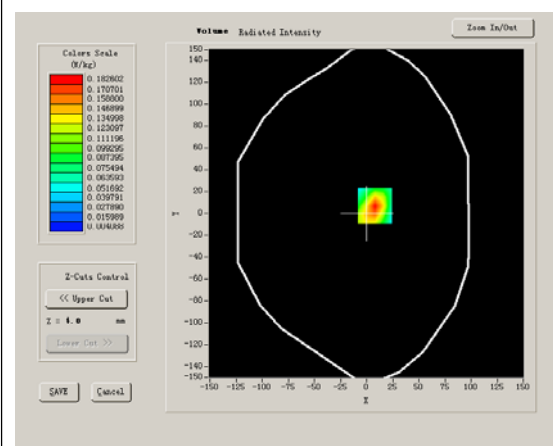 Volume Radiated Intensity
Zoom In/Out
Colors Scale
(W/kg)
0.182602
0.170701
0.158800
0.146899
0.134998
0.123097
0.111196
0.099295
0.087395
0.075494
0.063593
0.051692
0.039791
0.027890
0.015989
0.004088
Z-Cuts Control
<< Upper Cut
Z = 4.0 mm
Lower Cut >>
SAVE
Cancel
150
120
100
80
60
40
20
0
-20
-40
-60
-80
-100
-120
-140
-150
Y
-150 -125 -100 -75 -50 -25 0 25 50 75 100 125 150
X